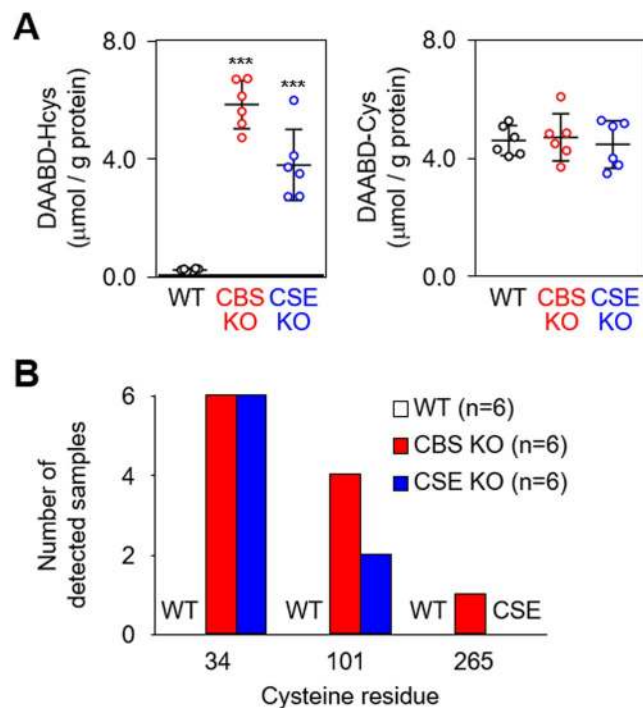 A
DAABD-Hcys
(μmol / g protein)
8.0
4.0
0.0
***
***
WT
CBS
KO
CSE
KO
DAABD-Cys
(μmol / g protein)
8.0
4.0
0.0
WT
CBS
KO
CSE
KO
B
Number of
detected samples
6
4
2
0
WT (n=6)
CBS KO (n=6)
CSE KO (n=6)
WT
WT
WT
CSE
34
101
265
Cysteine residue